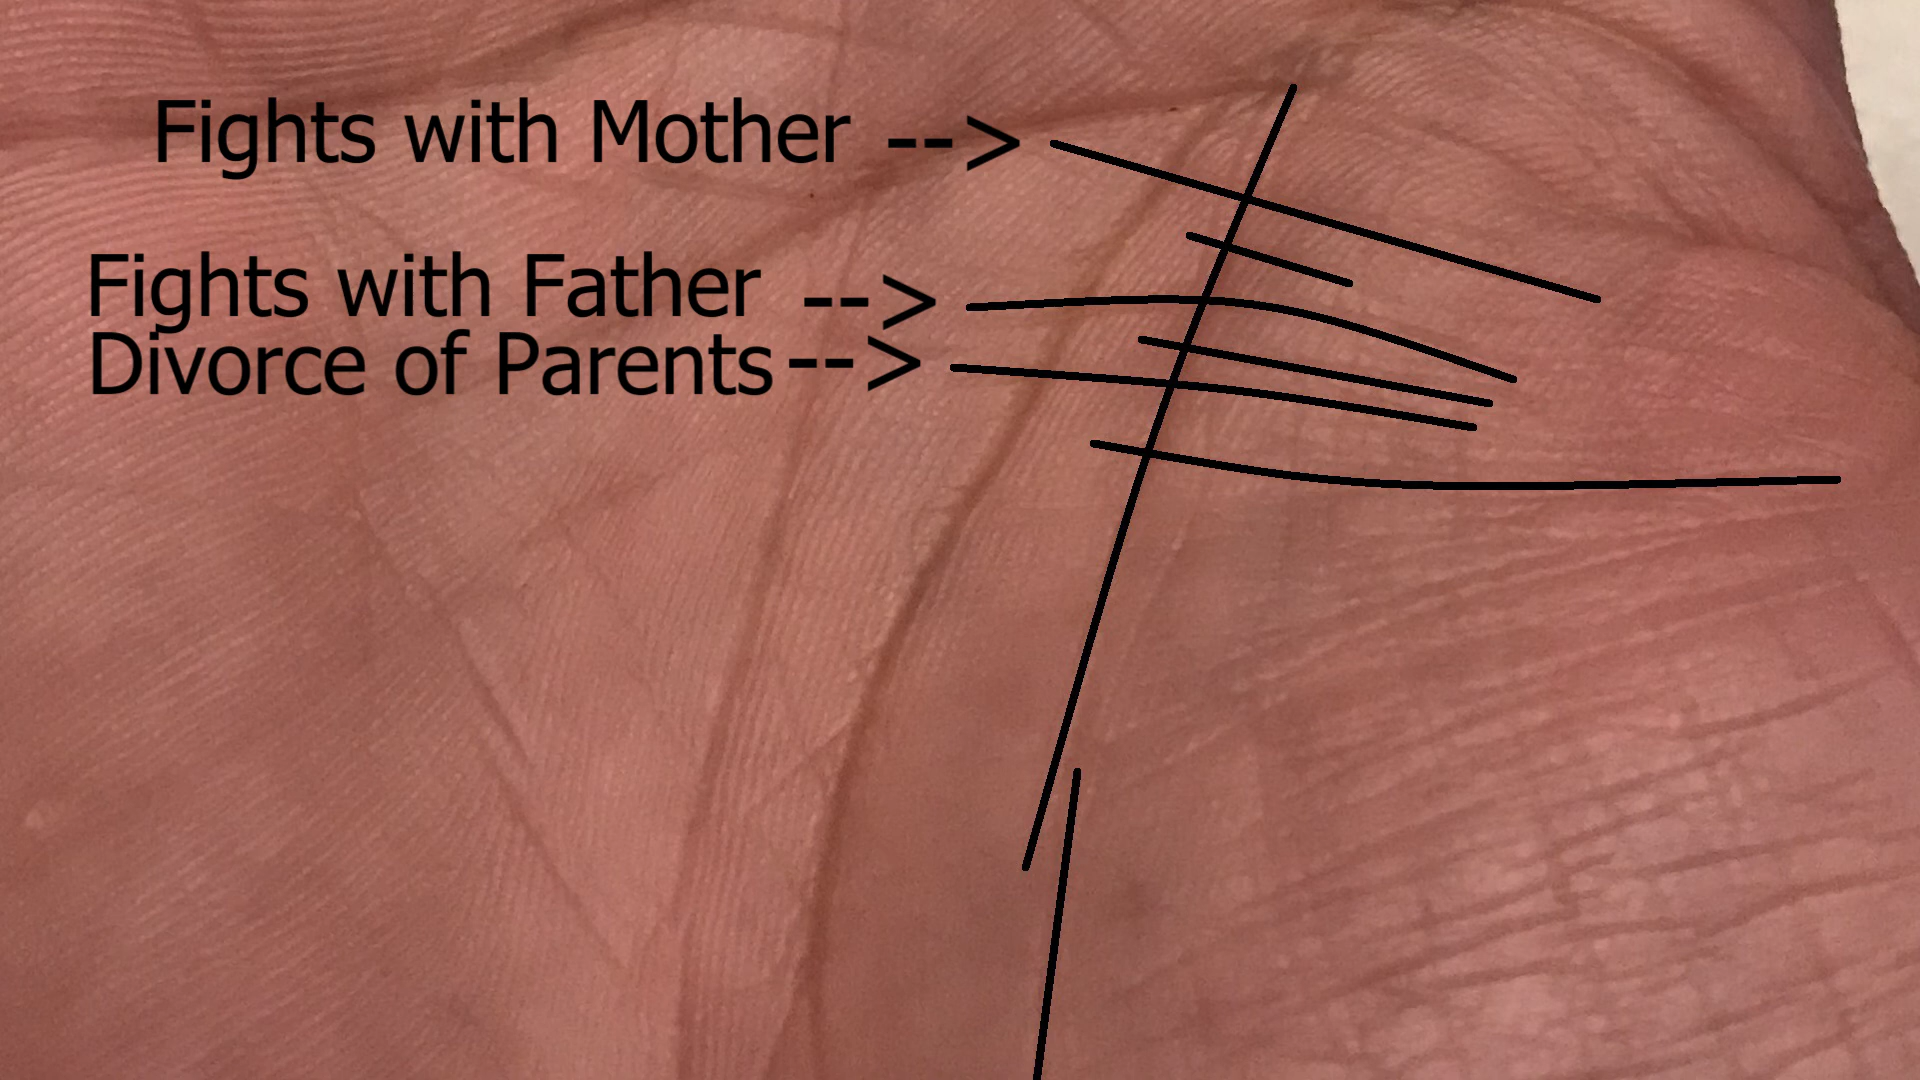 Fights with Mother -->
Fights with Father -->
Divorce of Parents -->